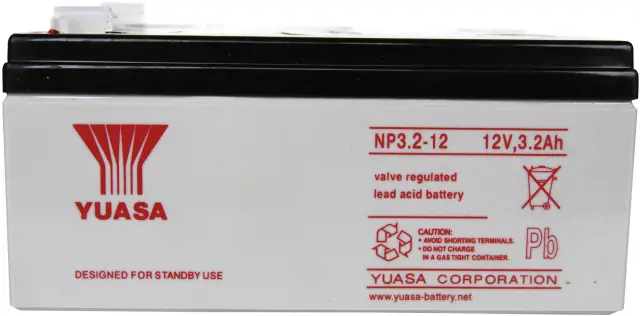 YUASA
DESIGNED FOR STANDBY USE
NP3.2-12 12V,3.2Ah
valve regulated
lead acid battery
CAUTION:
• AVOID SHORTING TERMINALS.
• DO NOT CHARGE
IN A GAS TIGHT CONTAINER.
Pb
YUASA CORPORATION
www.yuasa-battery.net